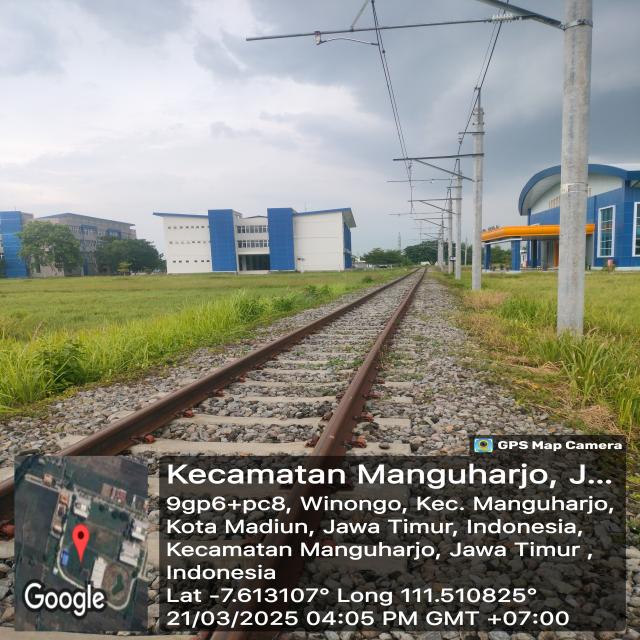 GPS Map Camera
Kecamatan Manguharjo, J...
9gp6+pc8, Winongo, Kec. Manguharjo,
Kota Madiun, Jawa Timur, Indonesia,
Kecamatan Manguharjo, Jawa Timur ,
Indonesia
Lat -7.613107° Long 111.510825°
21/03/2025 04:05 PM GMT +07:00
Google